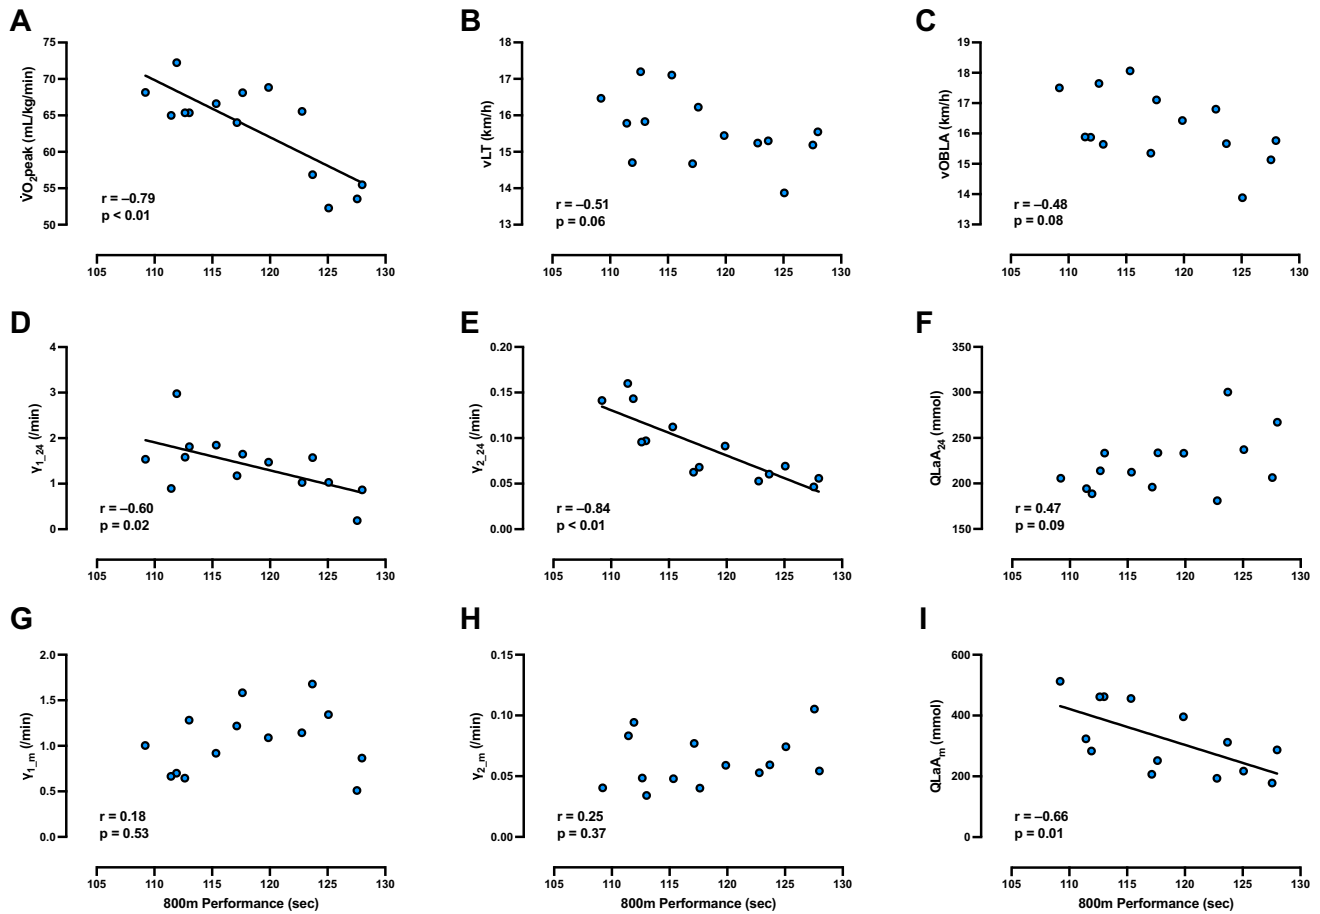 A
75
70
65
60
55
50
V̇O2peak (mL/kg/min)
r = –0.79
p < 0.01
105 110 115 120 125 130
B
18
17
16
15
14
13
vLT (km/h)
r = –0.51
p = 0.06
105 110 115 120 125 130
C
19
18
17
16
15
14
13
vOBLA (km/h)
r = –0.48
p = 0.08
105 110 115 120 125 130
D
4
3
2
1
0
γ1_24 (/min)
r = –0.60
p = 0.02
105 110 115 120 125 130
E
0.20
0.15
0.10
0.05
0.00
γ2_24 (/min)
r = –0.84
p < 0.01
105 110 115 120 125 130
F
350
300
250
200
150
QLaA24 (mmol)
r = 0.47
p = 0.09
105 110 115 120 125 130
G
2.0
1.5
1.0
0.5
0.0
γ1_m (/min)
r = 0.18
p = 0.53
105 110 115 120 125 130
800m Performance (sec)
H
0.15
0.10
0.05
0.00
γ2_m (/min)
r = 0.25
p = 0.37
105 110 115 120 125 130
800m Performance (sec)
I
600
400
200
0
QLaAm (mmol)
r = –0.66
p = 0.01
105 110 115 120 125 130
800m Performance (sec)